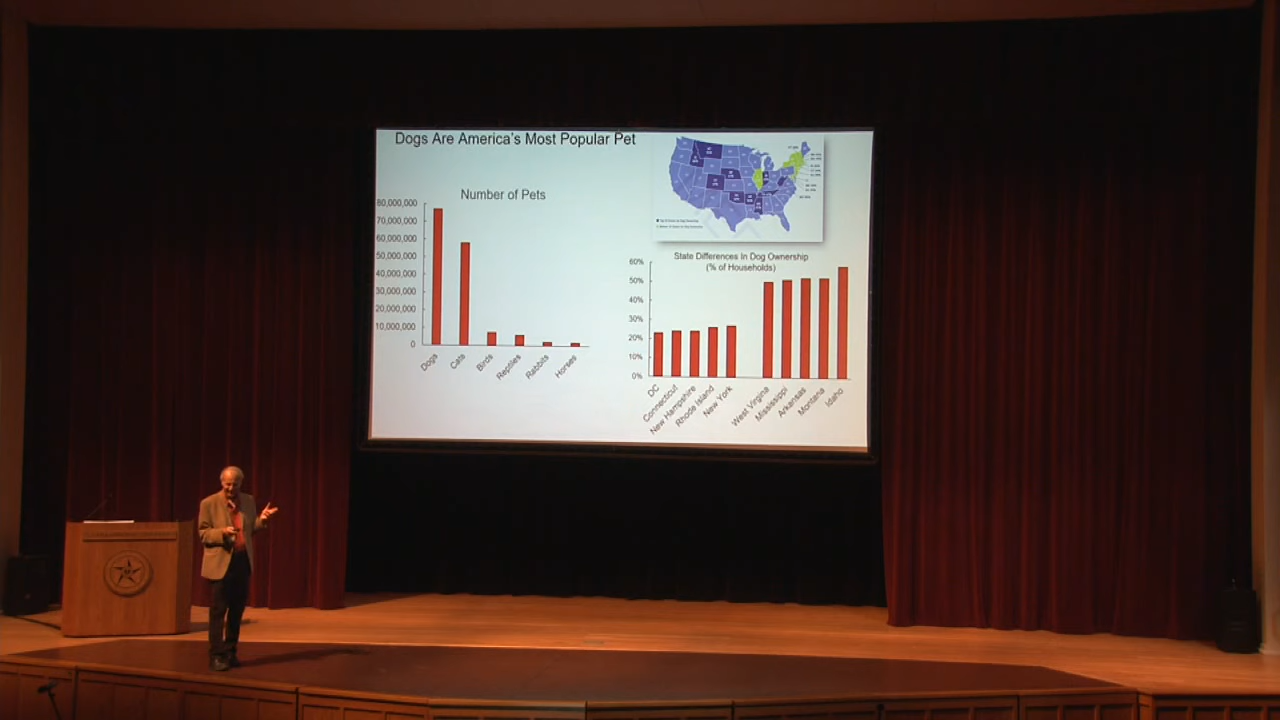 Dogs Are America's Most Popular Pet
Number of Pets
80,000,000
70,000,000
60,000,000
50,000,000
40,000,000
30,000,000
20,000,000
10,000,000
0
Dogs
Cats
Birds
Reptiles
Rabbits
Horses
State Differences In Dog Ownership
(% of Households)
60%
50%
40%
30%
20%
10%
0%
DC
Connecticut
New Hampshire
Rhode Island
New York
West Virgina
Mississippi
Arkansas
Montana
Idaho